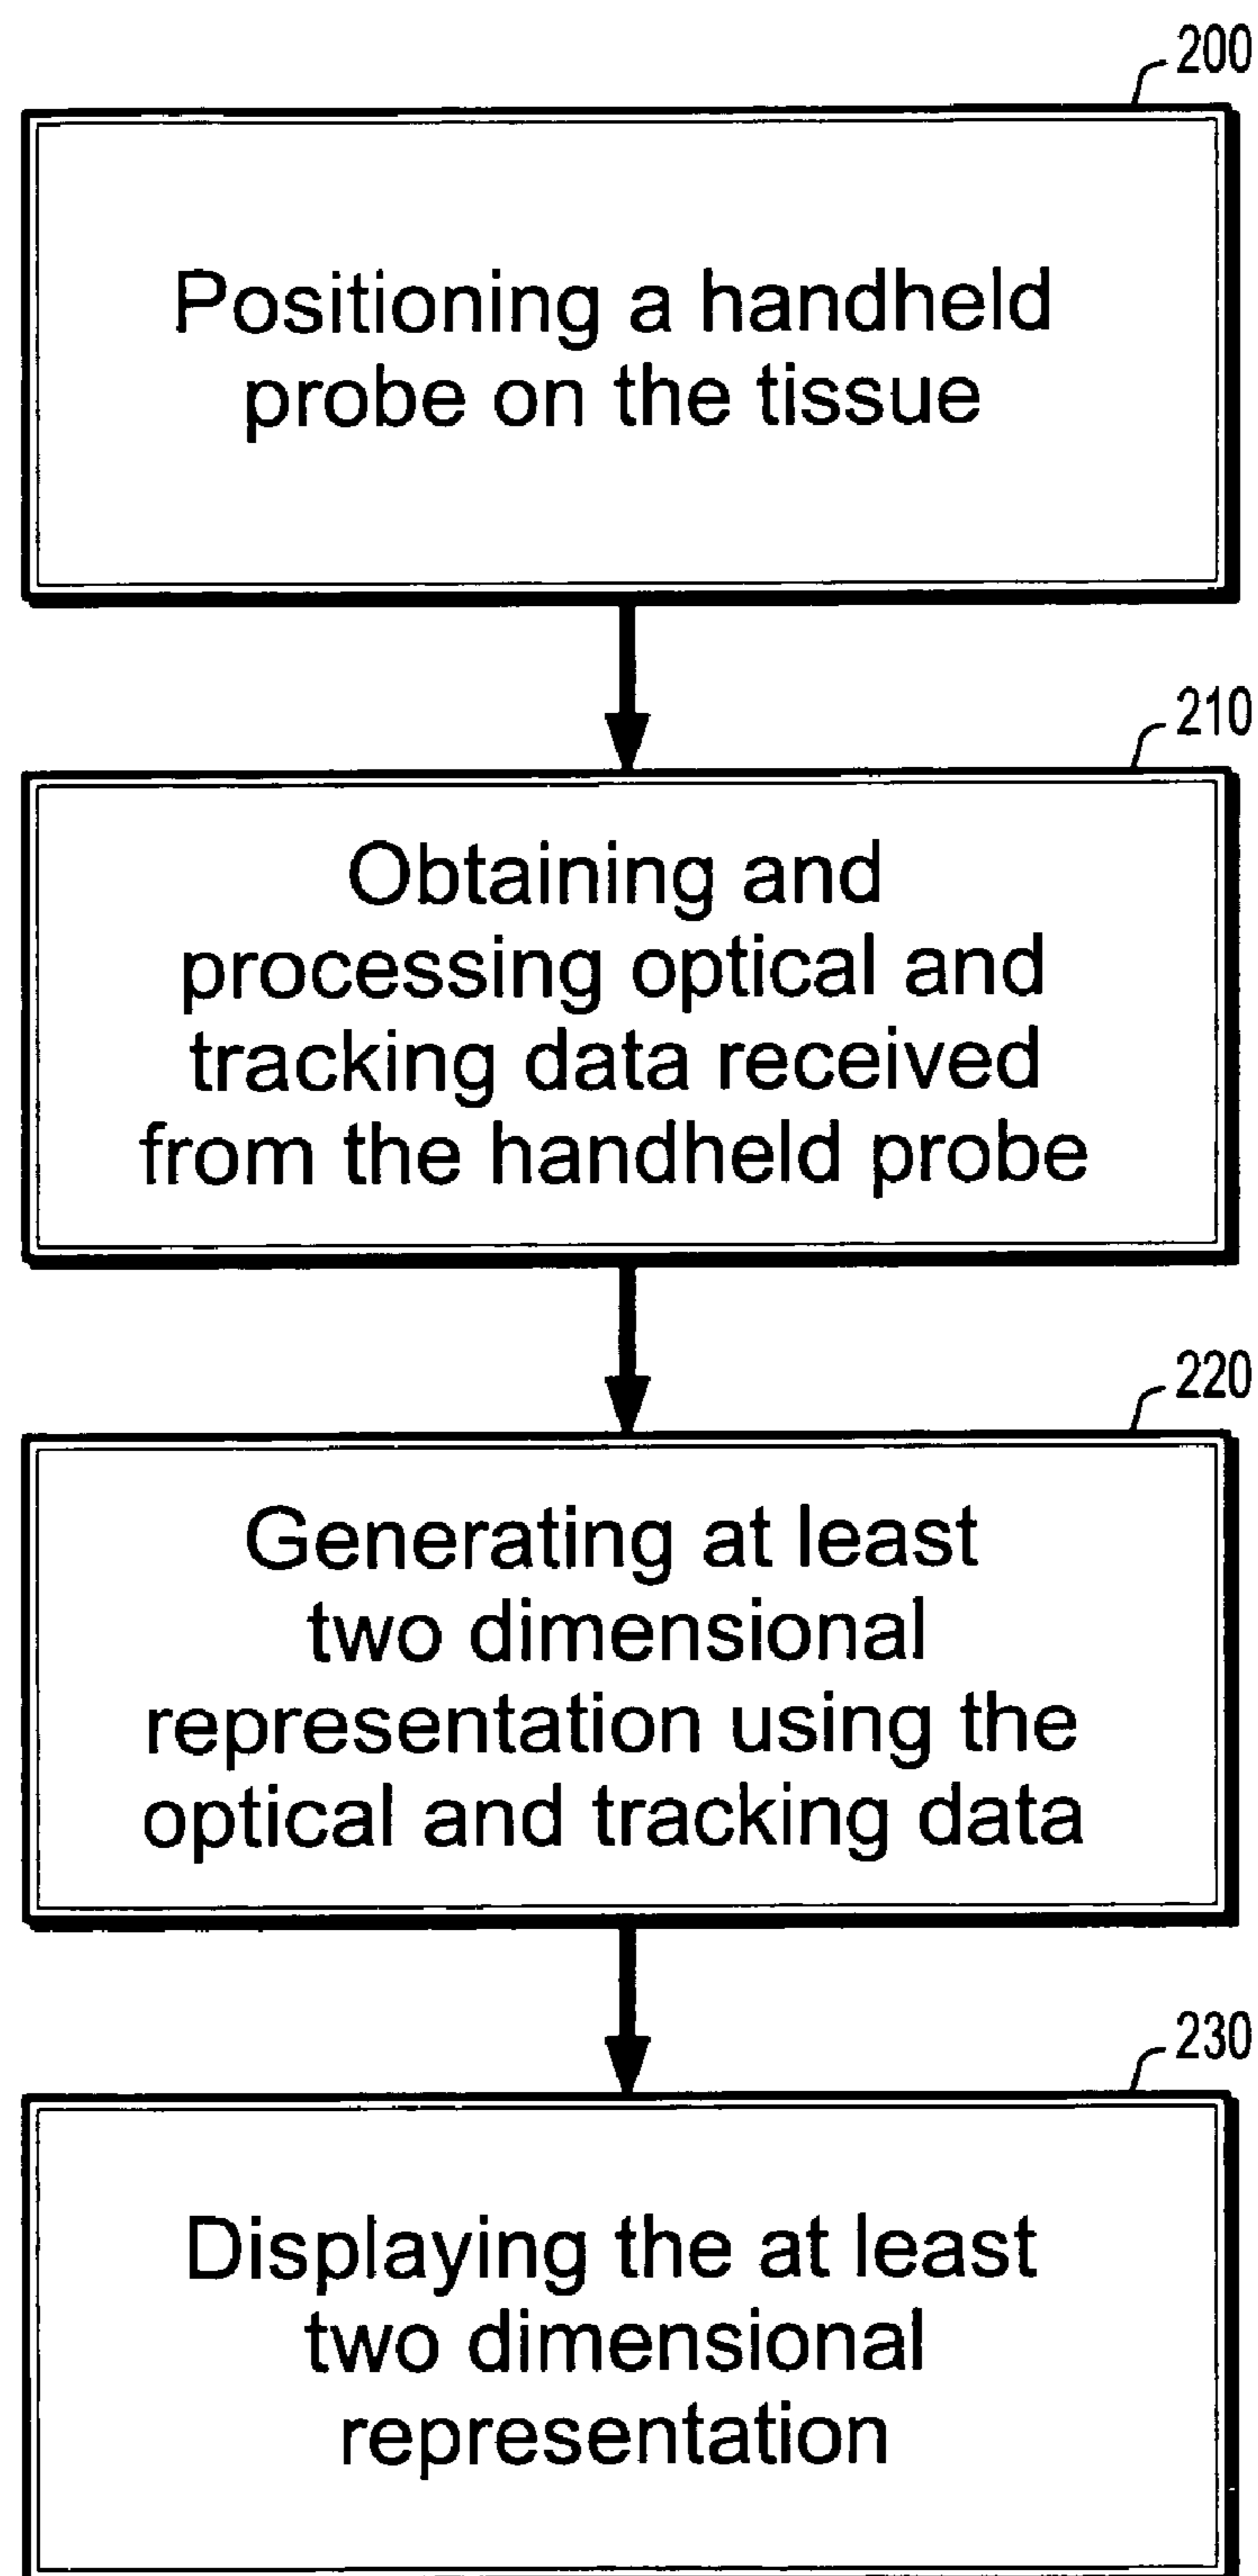 200
Positioning a handheld
probe on the tissue
210
Obtaining and
processing optical and
tracking data received
from the handheld probe
220
Generating at least
two dimensional
representation using the
optical and tracking data
230
Displaying the at least
two dimensional
representation